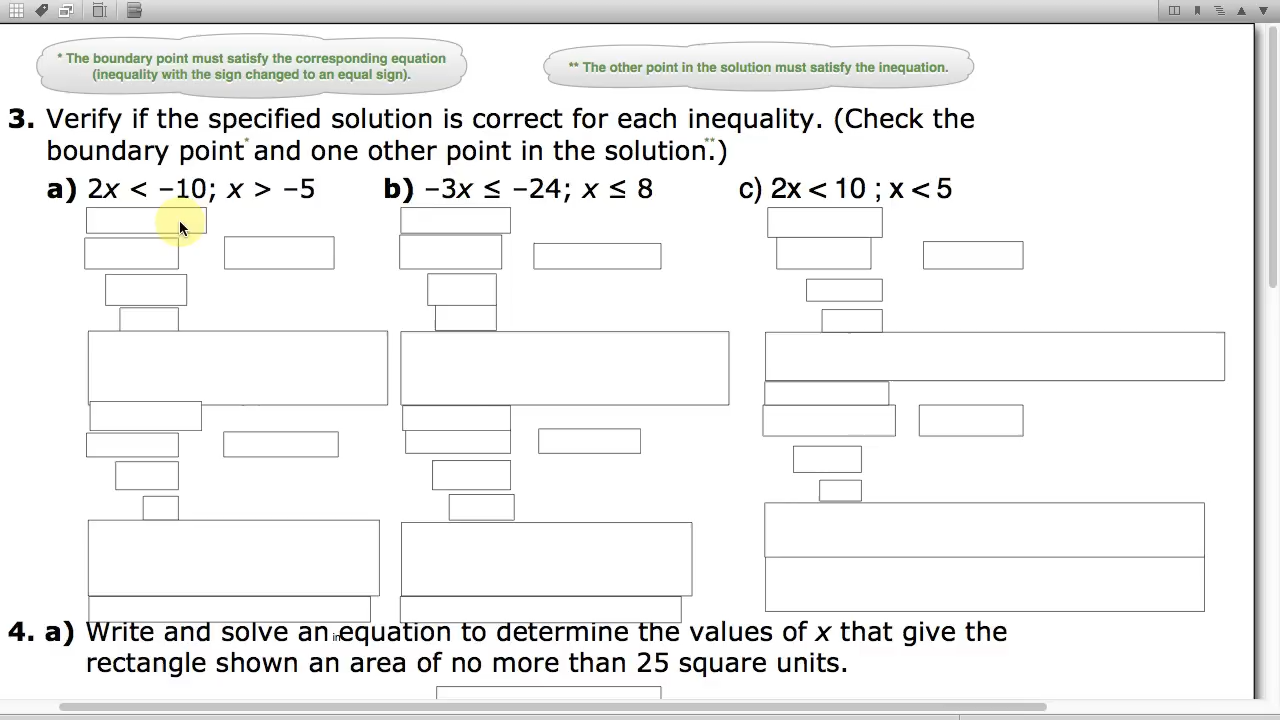 * The boundary point must satisfy the corresponding equation
(inequality with the sign changed to an equal sign).
** The other point in the solution must satisfy the inequation.
3. Verify if the specified solution is correct for each inequality. (Check the
boundary point* and one other point in the solution**.)
a) 2x < −10; x > −5
b) −3x ≤ −24; x ≤ 8
c) 2x < 10 ; x < 5
4. a) Write and solve an in equation to determine the values of x that give the
rectangle shown an area of no more than 25 square units.